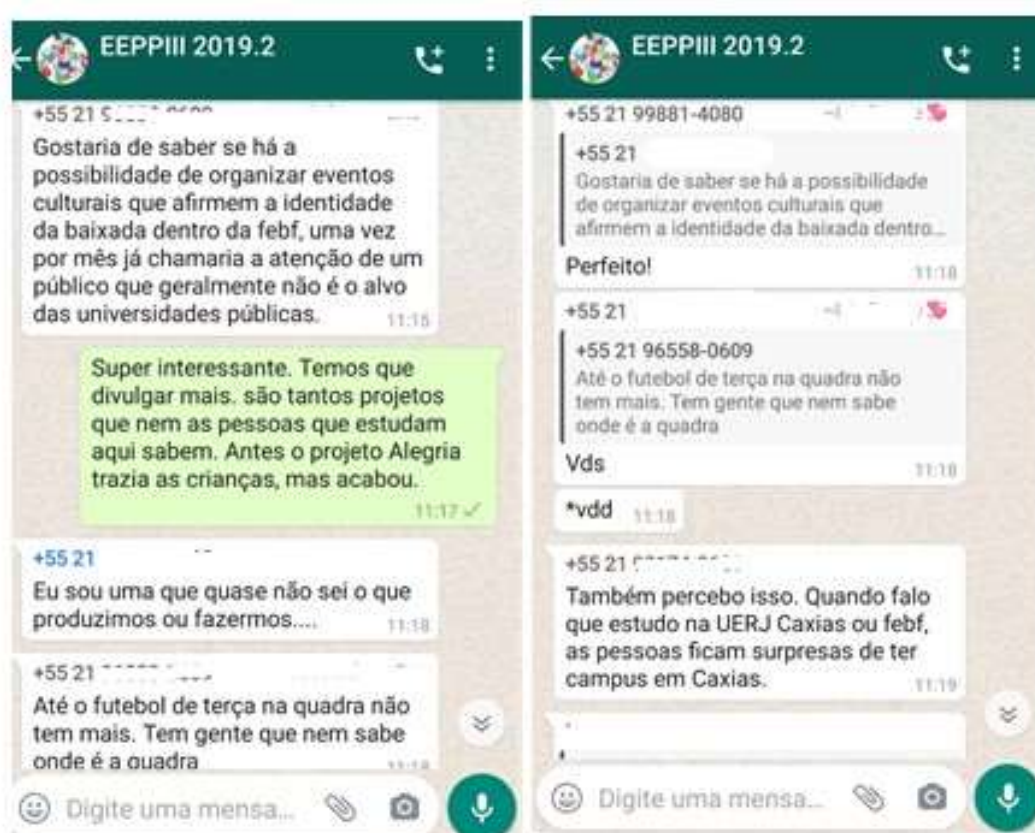 EEPPIII 2019.2
+55 21
Gostaria de saber se há a
possibilidade de organizar eventos
culturais que afirmem a identidade
da baixada dentro da febf, uma vez
por mês já chamaria a atenção de um
público que geralmente não é o alvo
das universidades públicas.
11:15
Super interessante. Temos que
divulgar mais. são tantos projetos
que nem as pessoas que estudam
aqui sabem. Antes o projeto Alegria
trazia as crianças, mas acabou.
11:17
+55 21
Eu sou uma que quase não sei o que
produzimos ou fazermos....
11:18
+55 21
Até o futebol de terça na quadra não
tem mais. Tem gente que nem sabe
onde é a quadra
11:18
Digite uma mensa...
EEPPIII 2019.2
+55 21 99881-4080
+55 21
Gostaria de saber se há a possibilidade
de organizar eventos culturais que
afirmem a identidade da baixada dentro...
Perfeito!
11:18
+55 21
+55 21 96558-0609
Até o futebol de terça na quadra não
tem mais. Tem gente que nem sabe
onde é a quadra
Vds
11:18
*vdd 11:18
+55 21
Também percebo isso. Quando falo
que estudo na UERJ Caxias ou febf,
as pessoas ficam surpresas de ter
campus em Caxias.
11:19
Digite uma mensa...